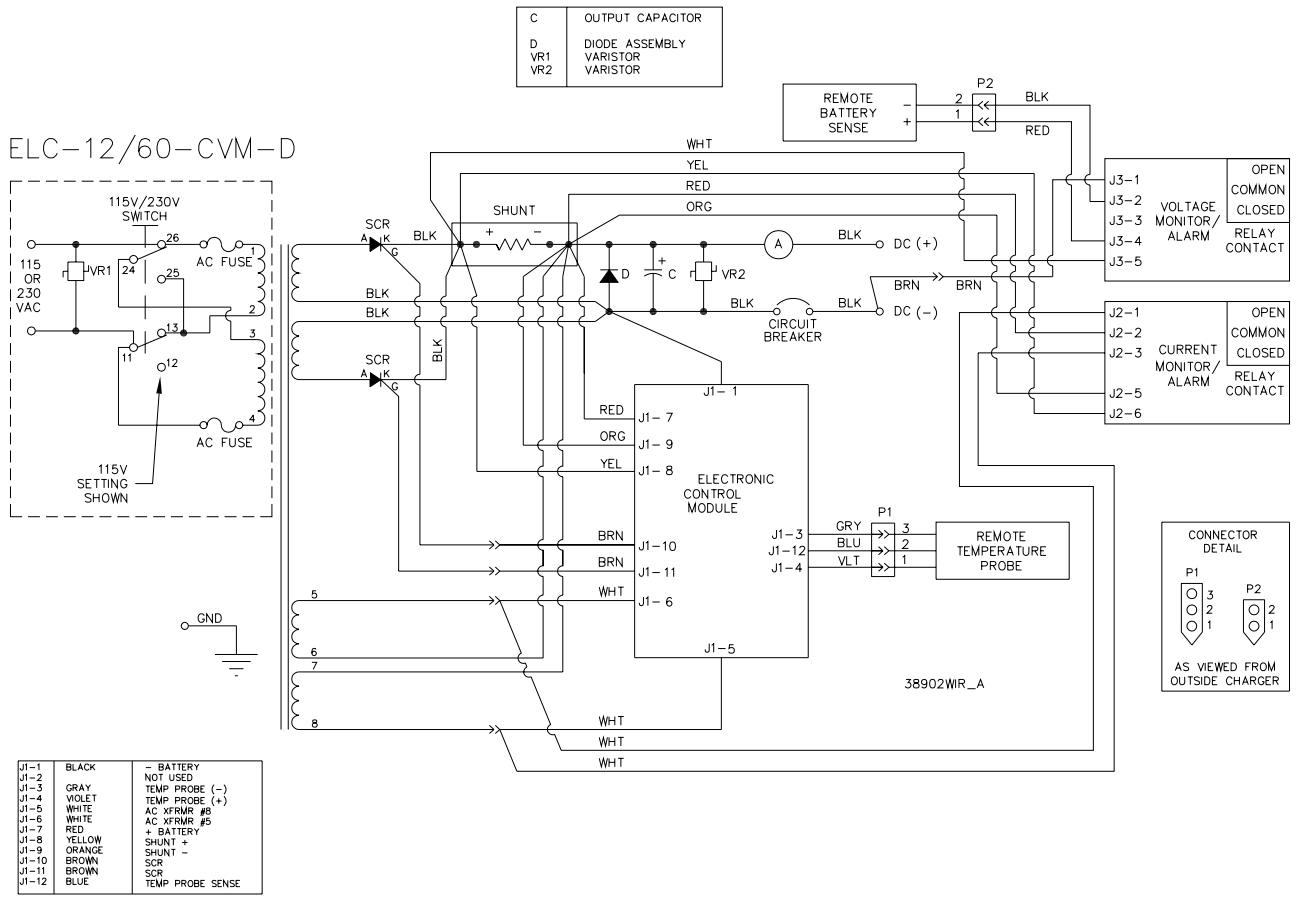 C OUTPUT CAPACITOR
D DIODE ASSEMBLY
VR1 VARISTOR
VR2 VARISTOR
ELC-12/60-CVM-D
115V/230V
SWITCH
26
24
25
13
11
12
115
OR
230
VAC
VR1
AC FUSE
1
2
3
4
AC FUSE
115V
SETTING
SHOWN
SCR
A K
G
BLK
SHUNT
+ -
WHT
YEL
RED
ORG
BLK
BLK
BLK
SCR
A K
G
D
+
C
VR2
A
BLK
DC (+)
BLK
CIRCUIT
BREAKER
BLK
DC (-)
BRN
BRN
REMOTE
BATTERY
SENSE
-
+
2
1
P2
BLK
RED
J3-1
J3-2
J3-3
J3-4
J3-5
VOLTAGE
MONITOR/
ALARM
OPEN
COMMON
CLOSED
RELAY
CONTACT
J2-1
J2-2
J2-3
J2-5
J2-6
CURRENT
MONITOR/
ALARM
OPEN
COMMON
CLOSED
RELAY
CONTACT
J1- 1
RED J1- 7
ORG J1- 9
YEL J1- 8
ELECTRONIC
CONTROL
MODULE
BRN J1-10
BRN J1-11
WHT J1- 6
J1-5
J1-3 GRY
J1-12 BLU
J1-4 VLT
P1
3
2
1
REMOTE
TEMPERATURE
PROBE
5
6
7
8
GND
WHT
WHT
WHT
38902WIR_A
CONNECTOR
DETAIL
P1
3
2
1
P2
2
1
AS VIEWED FROM
OUTSIDE CHARGER
J1-1 BLACK - BATTERY
J1-2 NOT USED
J1-3 GRAY TEMP PROBE (-)
J1-4 VIOLET TEMP PROBE (+)
J1-5 WHITE AC XFRMR #8
J1-6 WHITE AC XFRMR #5
J1-7 RED + BATTERY
J1-8 YELLOW SHUNT +
J1-9 ORANGE SHUNT -
J1-10 BROWN SCR
J1-11 BROWN SCR
J1-12 BLUE TEMP PROBE SENSE